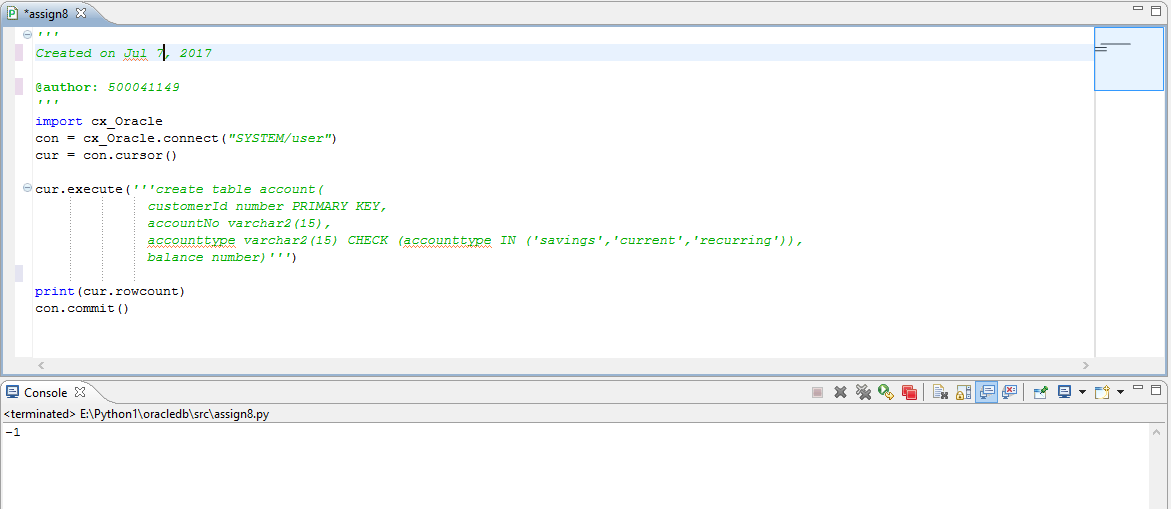 *assign8
'''
Created on Jul 7, 2017
@author: 500041149
'''
import cx_Oracle
con = cx_Oracle.connect("SYSTEM/user")
cur = con.cursor()
cur.execute('''create table account(
customerId number PRIMARY KEY,
accountNo varchar2(15),
accounttype varchar2(15) CHECK (accounttype IN ('savings','current','recurring')),
balance number)''')
print(cur.rowcount)
con.commit()
Console
<terminated> E:\Python1\oracledb\src\assign8.py
-1